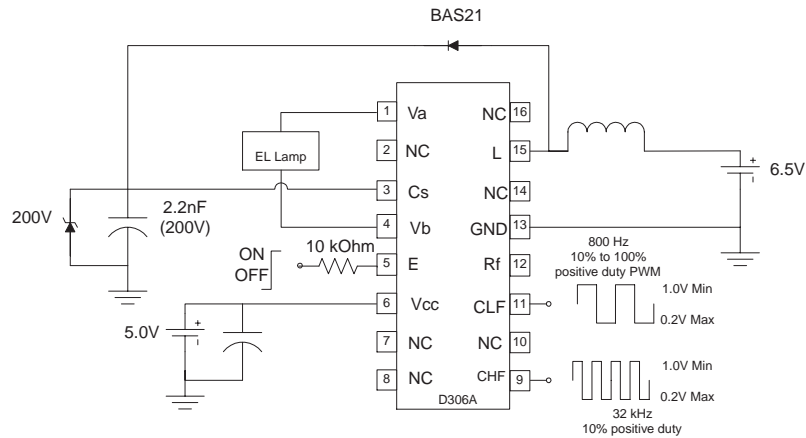 BAS21
1 Va
NC 16
2 NC
L 15
EL Lamp
6.5V
+
3 Cs
NC 14
200V
2.2nF
(200V)
4 Vb
GND 13
800 Hz
10% to 100%
positive duty PWM
ON
OFF
10 kOhm
5 E
Rf 12
1.0V Min
0.2V Max
6 Vcc
CLF 11
5.0V
+
7 NC
NC 10
8 NC
CHF 9
1.0V Min
0.2V Max
D306A
32 kHz
10% positive duty